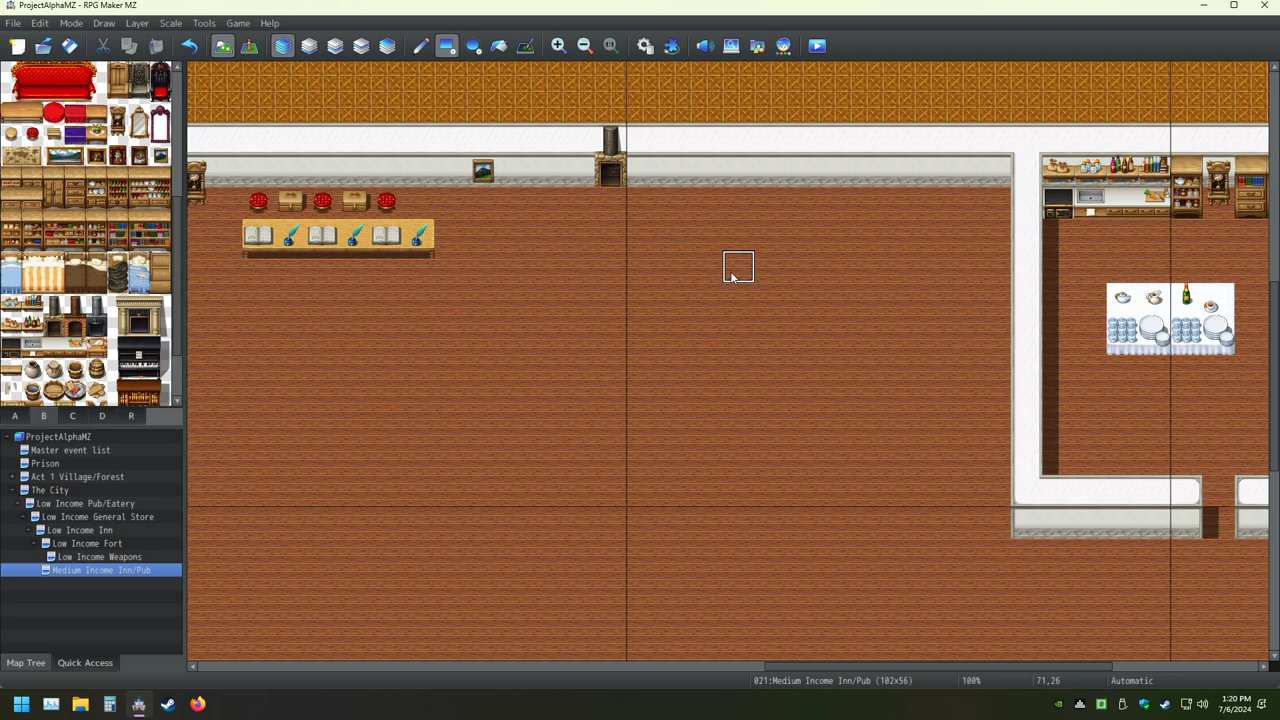 ProjectAlphaMZ - RPG Maker MZ
File Edit Mode Draw Layer Scale Tools Game Help
A B C D R
ProjectAlphaMZ
Master event list
Prison
Act 1 Village/Forest
The City
Low Income Pub/Eatery
Low Income General Store
Low Income Inn
Low Income Fort
Low Income Weapons
Medium Income Inn/Pub
Map Tree Quick Access
021:Medium Income Inn/Pub (102x56) 100% 71,26 Automatic
1:20 PM
7/6/2024